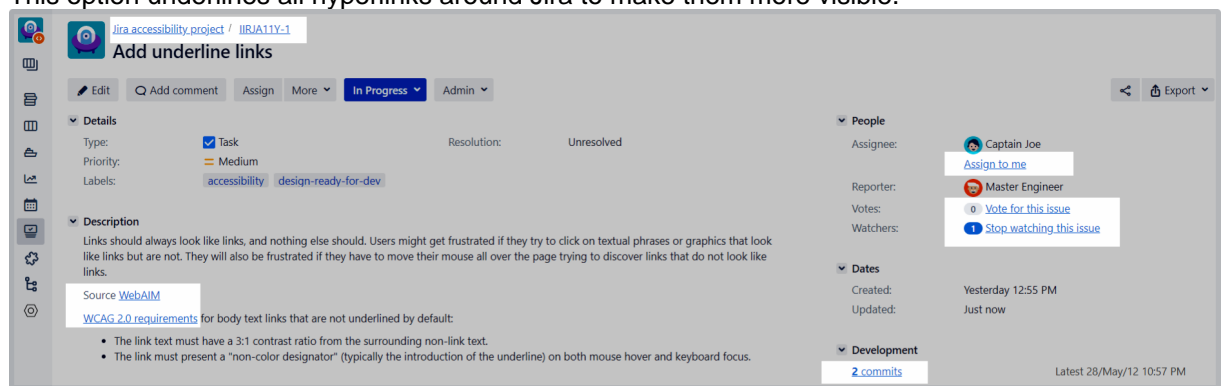 This option underlines all hyperlinks around Jira to make them more visible.
Jira accessibility project / IIRJA11Y-1
Add underline links
Edit Add comment Assign More In Progress Admin Export
Details
Type: Task Resolution: Unresolved
Priority: Medium
Labels: accessibility design-ready-for-dev
Description
Links should always look like links, and nothing else should. Users might get frustrated if they try to click on textual phrases or graphics that look
like links but are not. They will also be frustrated if they have to move their mouse all over the page trying to discover links that do not look like
links.
Source WebAIM
WCAG 2.0 requirements for body text links that are not underlined by default:
• The link text must have a 3:1 contrast ratio from the surrounding non-link text.
• The link must present a "non-color designator" (typically the introduction of the underline) on both mouse hover and keyboard focus.
People
Assignee: Captain Joe
Assign to me
Reporter: Master Engineer
Votes: 0 Vote for this issue
Watchers: 1 Stop watching this issue
Dates
Created: Yesterday 12:55 PM
Updated: Just now
Development
2 commits Latest 28/May/12 10:57 PM